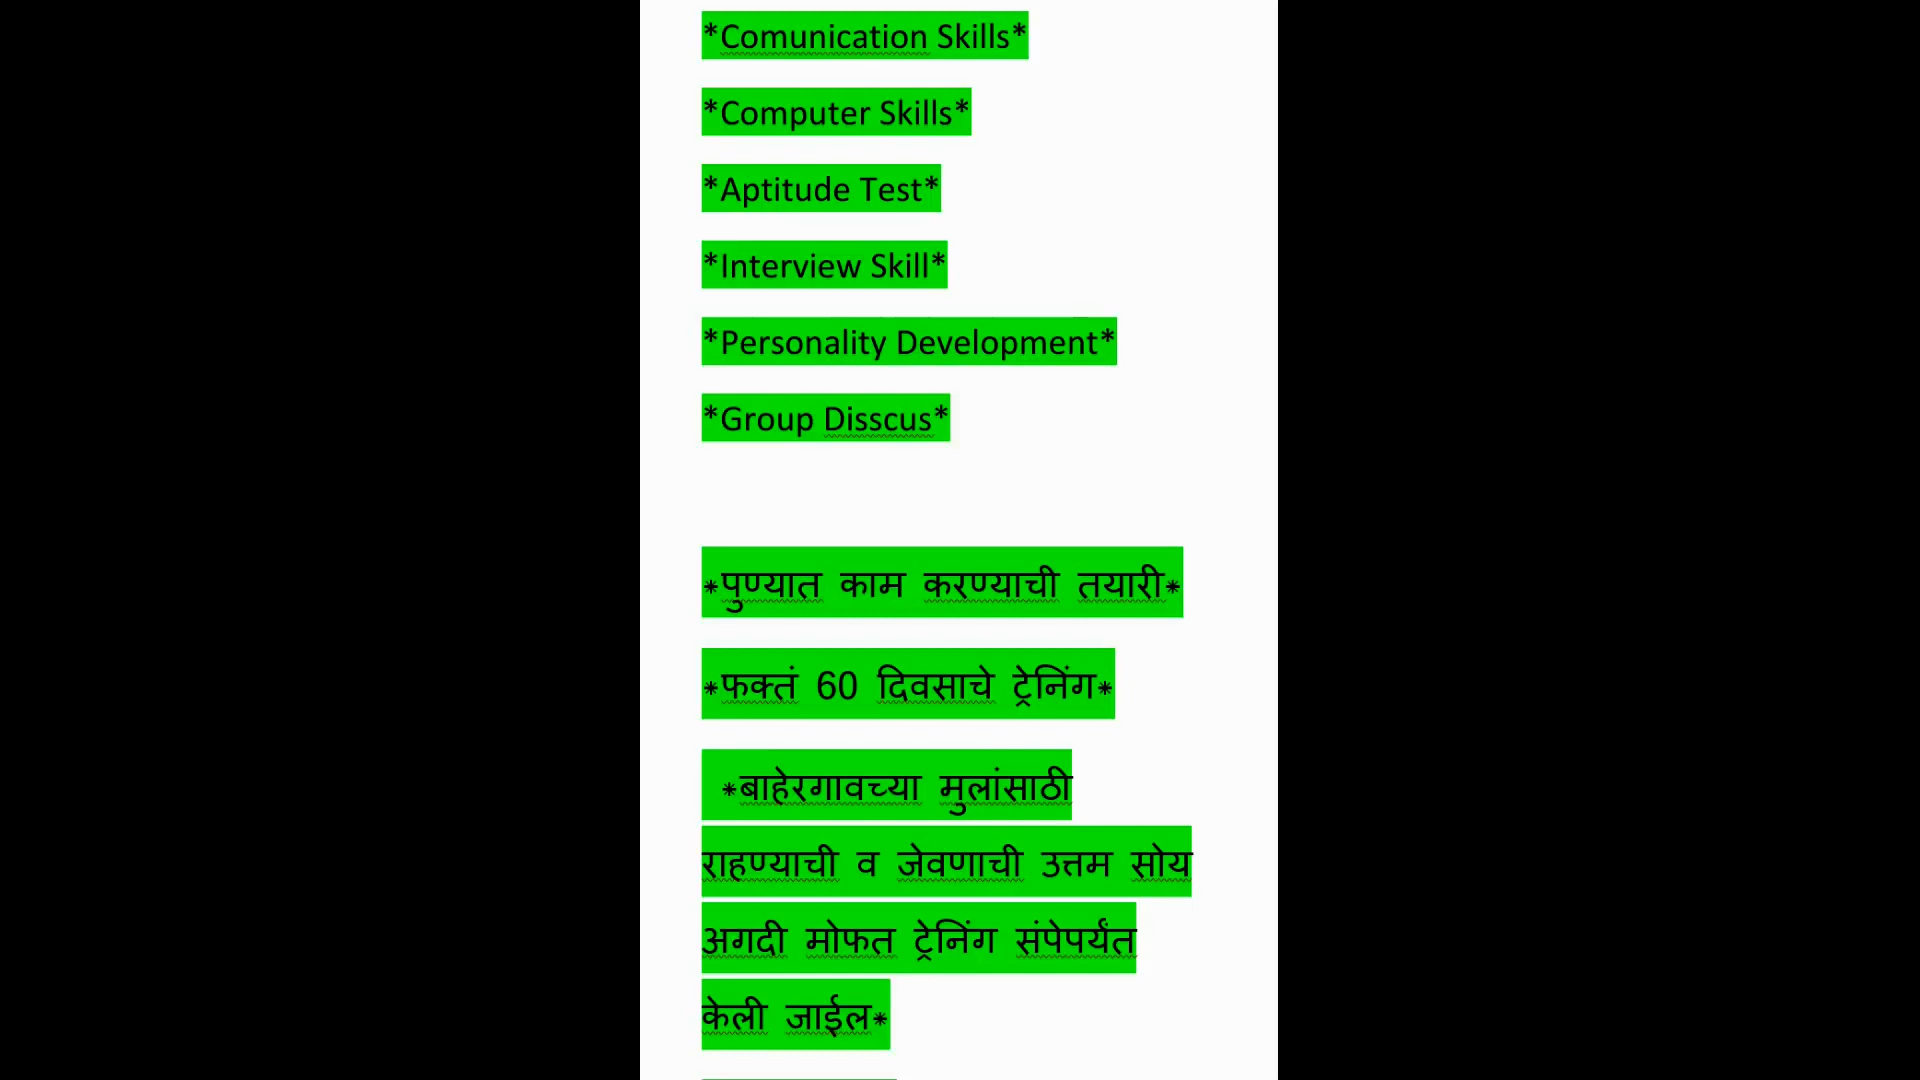 *Comunication Skills*
*Computer Skills*
*Aptitude Test*
*Interview Skill*
*Personality Development*
*Group Disscus*
*पुण्यात काम करण्याची तयारी*
*फक्तं 60 दिवसाचे ट्रेनिंग*
*बाहेरगावच्या मुलांसाठी
राहण्याची व जेवणाची उत्तम सोय
अगदी मोफत ट्रेनिंग संपेपर्यंत
केली जाईल*